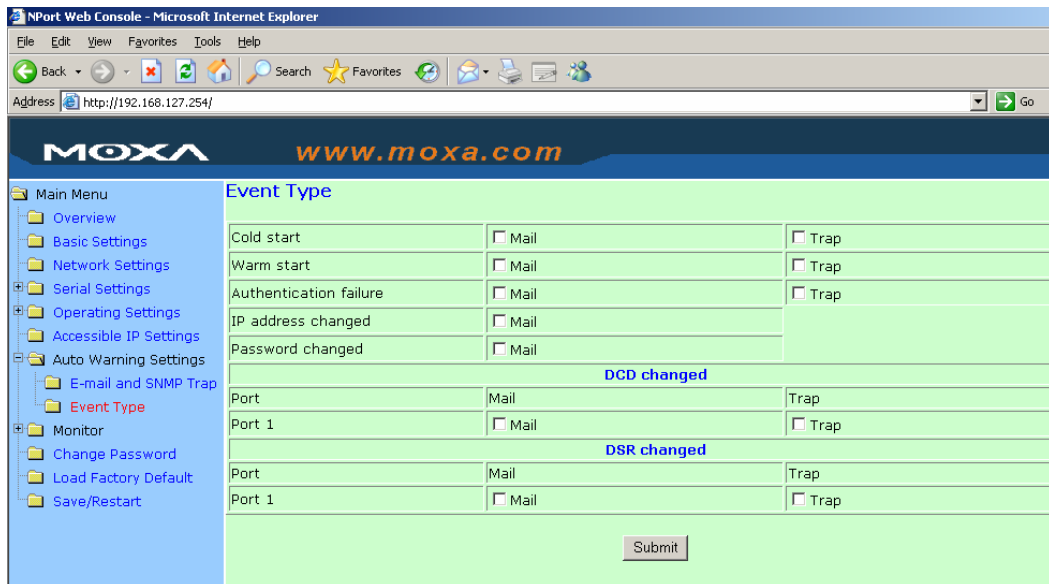 NPort Web Console - Microsoft Internet Explorer
File Edit View Favorites Tools Help
Back Search Favorites
Address http://192.168.127.254/ Go
MOXA www.moxa.com
Main Menu
Overview
Basic Settings
Network Settings
Serial Settings
Operating Settings
Accessible IP Settings
Auto Warning Settings
E-mail and SNMP Trap
Event Type
Monitor
Change Password
Load Factory Default
Save/Restart
Event Type
Cold start Mail Trap
Warm start Mail Trap
Authentication failure Mail Trap
IP address changed Mail
Password changed Mail
DCD changed
Port Mail Trap
Port 1 Mail Trap
DSR changed
Port Mail Trap
Port 1 Mail Trap
Submit